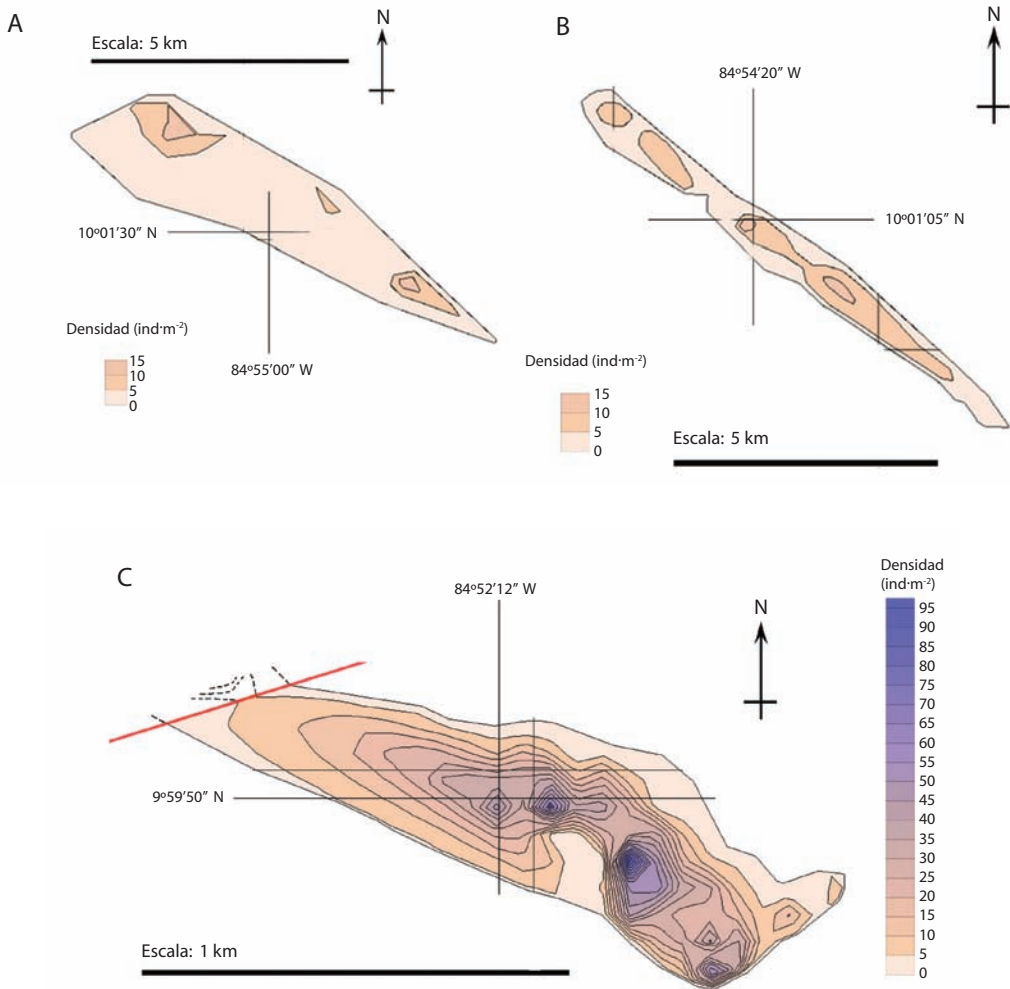 A
N
Escala: 5 km
10º01'30" N
84º55'00" W
Densidad (ind·m⁻²)
15
10
5
0
B
N
84º54'20" W
10º01'05" N
Densidad (ind·m⁻²)
15
10
5
0
Escala: 5 km
C
N
84º52'12" W
9º59'50" N
Escala: 1 km
Densidad
(ind·m⁻²)
95
90
85
80
75
70
65
60
55
50
45
40
35
30
25
20
15
10
5
0